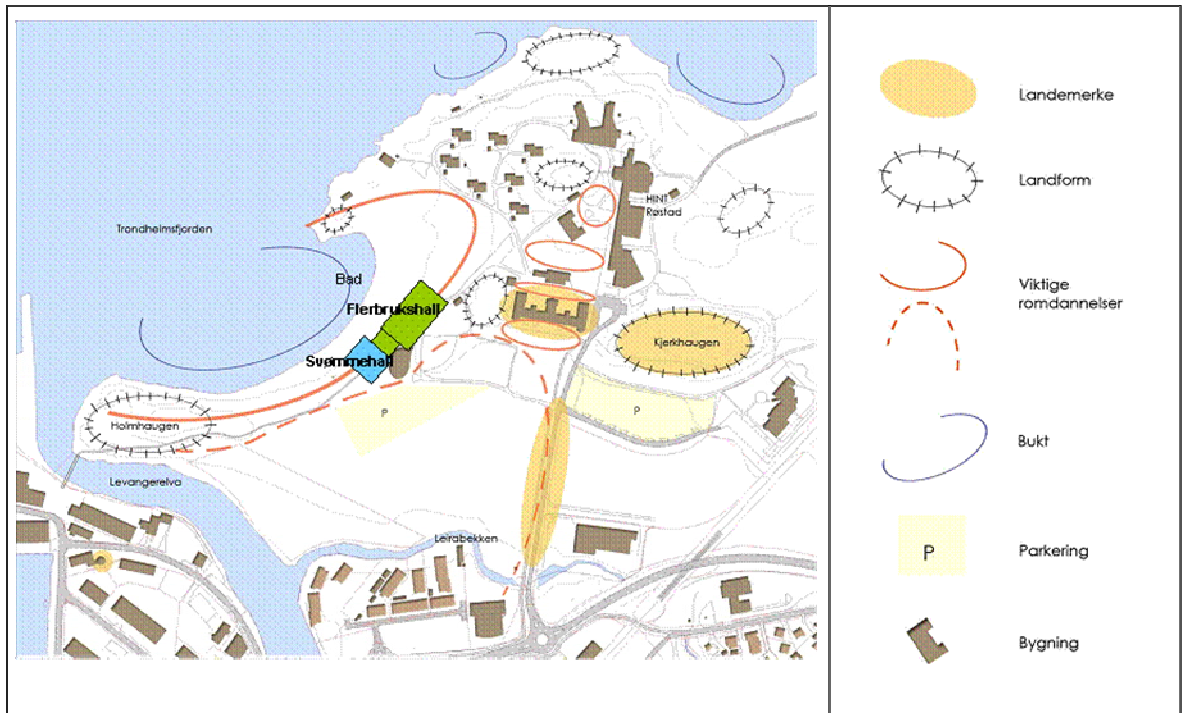 Trondheimsfjorden
HINT
Røstad
Bad
Flerbrukshall
Svømmehall
Kjerkhaugen
P
P
Holmhaugen
Levangerelva
Leirabekken
Landemerke
Landform
Viktige
romdannelser
Bukt
P
Parkering
Bygning